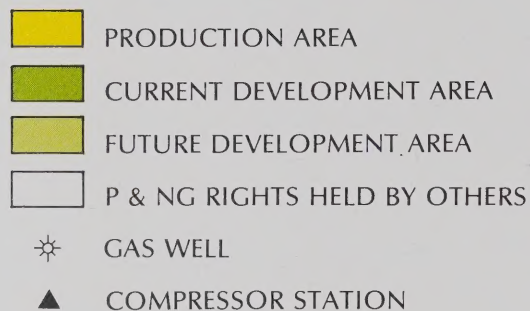 PRODUCTION AREA
CURRENT DEVELOPMENT AREA
FUTURE DEVELOPMENT AREA
P & NG RIGHTS HELD BY OTHERS
GAS WELL
COMPRESSOR STATION